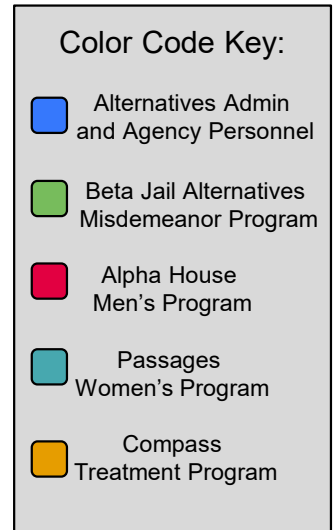 Color Code Key:
Alternatives Admin
and Agency Personnel
Beta Jail Alternatives
Misdemeanor Program
Alpha House
Men’s Program
Passages
Women’s Program
Compass
Treatment Program